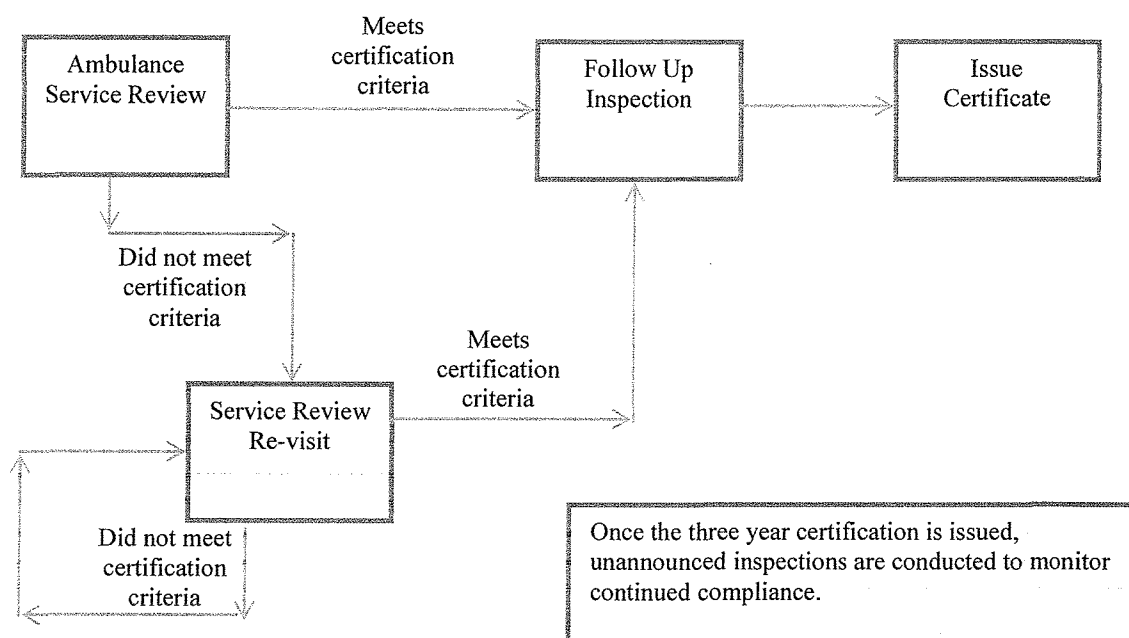 Meets
certification
criteria
Ambulance
Service Review
Follow Up
Inspection
Issue
Certificate
Did not meet
certification
criteria
Meets
certification
criteria
Service Review
Re-visit
Did not meet
certification
criteria
Once the three year certification is issued,
unannounced inspections are conducted to monitor
continued compliance.